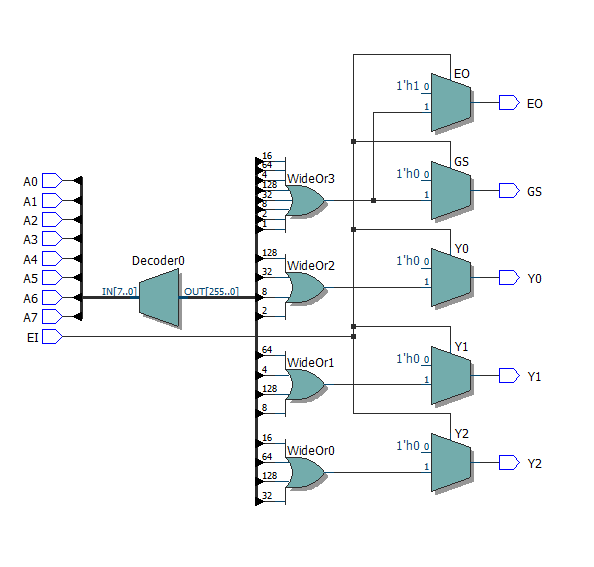 A0
A1
A2
A3
A4
A5
A6
A7
EI
Decoder0
IN[7..0]
OUT[255..0]
16
64
4
128
32
8
2
1
WideOr3
128
32
8
2
WideOr2
64
4
128
8
WideOr1
16
64
128
32
WideOr0
EO
1'h1 0
1
EO
GS
1'h0 0
1
GS
Y0
1'h0 0
1
Y0
Y1
1'h0 0
1
Y1
Y2
1'h0 0
1
Y2